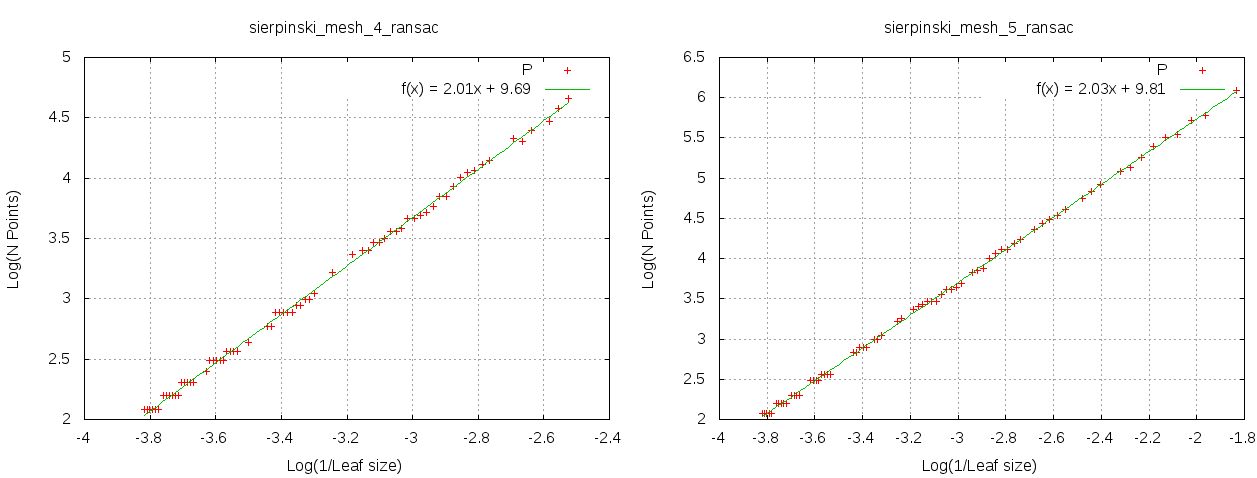 sierpinski_mesh_4_ransac
P
f(x) = 2.01x + 9.69
5
4.5
4
3.5
3
2.5
2
Log(N Points)
-4 -3.8 -3.6 -3.4 -3.2 -3 -2.8 -2.6 -2.4
Log(1/Leaf size)
sierpinski_mesh_5_ransac
P
f(x) = 2.03x + 9.81
6.5
6
5.5
5
4.5
4
3.5
3
2.5
2
Log(N Points)
-4 -3.8 -3.6 -3.4 -3.2 -3 -2.8 -2.6 -2.4 -2.2 -2 -1.8
Log(1/Leaf size)